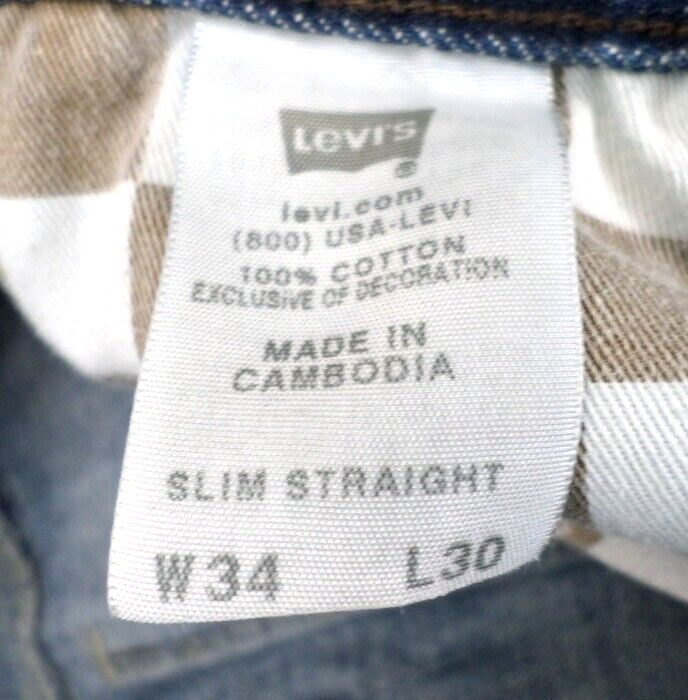 Levi's
®
levi.com
(800) USA-LEVI
100% COTTON
EXCLUSIVE OF DECORATION
MADE IN
CAMBODIA
SLIM STRAIGHT
W34 L30